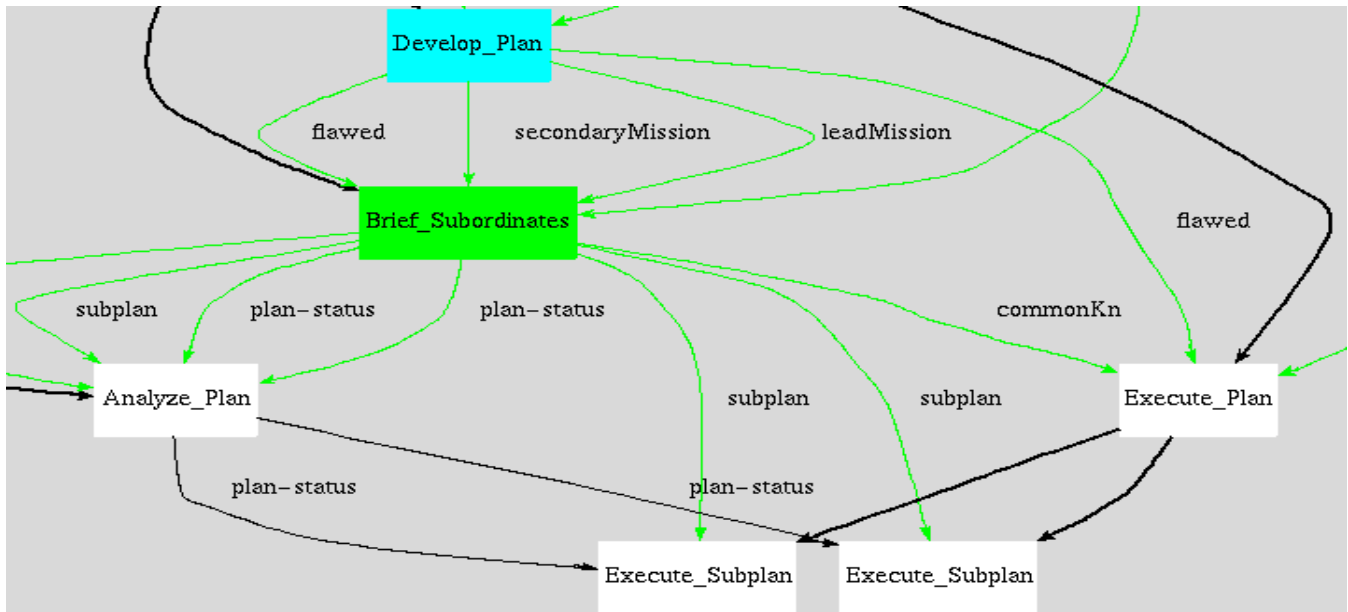 Develop_Plan
flawed
secondaryMission
leadMission
Brief_Subordinates
flawed
subplan
plan-status
plan-status
commonKn
Analyze_Plan
subplan
subplan
Execute_Plan
plan-status
plan-status
Execute_Subplan
Execute_Subplan